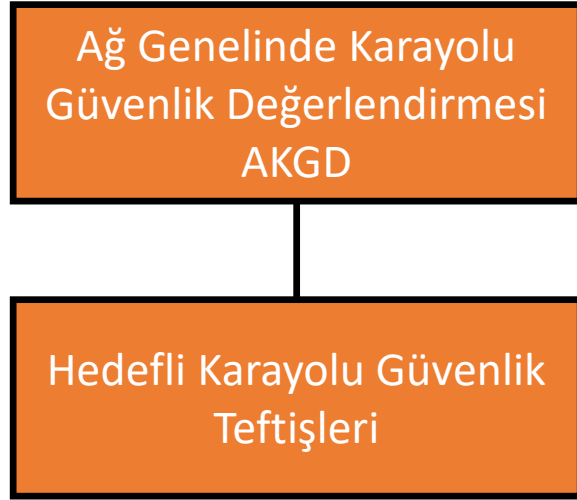 Ağ Genelinde Karayolu
Güvenlik Değerlendirmesi
AKGD
Hedefli Karayolu Güvenlik
Teftişleri